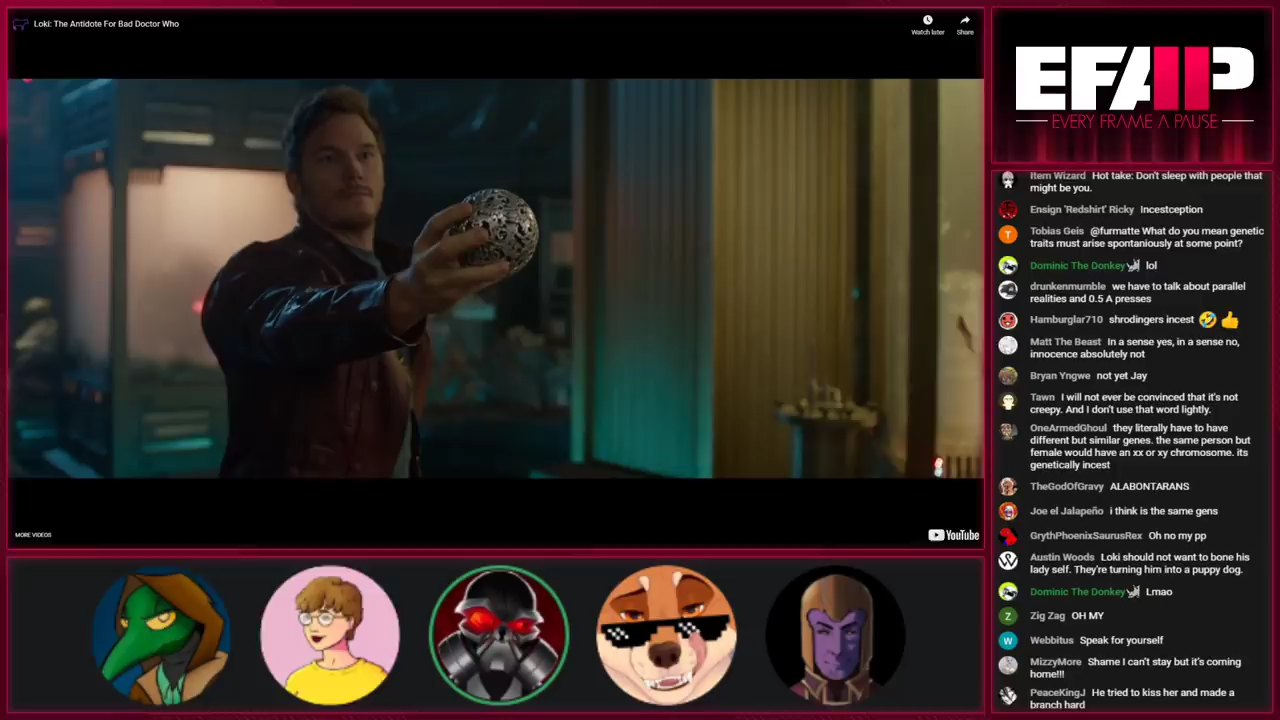 Loki: The Antidote For Bad Doctor Who
Watch later
Share
MORE VIDEOS
YouTube
EFAP
EVERY FRAME A PAUSE
Item Wizard Hot take: Don't sleep with people that
might be you.
Ensign 'Redshirt' Ricky Incestception
Tobias Geis @furmatte What do you mean genetic
traits must arise spontaniously at some point?
Dominic The Donkey lol
drunkenmumble we have to talk about parallel
realities and 0.5 A presses
Hamburglar710 shrodingers incest 🤣👍
Matt The Beast In a sense yes, in a sense no,
innocence absolutely not
Bryan Yngwe not yet Jay
Tawn I will not ever be convinced that it's not
creepy. And I don't use that word lightly.
OneArmedGhoul they literally have to have
different but similar genes. the same person but
female would have an xx or xy chromosome. its
genetically incest
TheGodOfGravy ALABONTARANS
Joe el Jalapeño i think is the same gens
GrythPhoenixSaurusRex Oh no my pp
Austin Woods Loki should not want to bone his
lady self. They're turning him into a puppy dog.
Dominic The Donkey Lmao
Z
Zig Zag OH MY
W
Webbitus Speak for yourself
MizzyMore Shame I can't stay but it's coming
home!!!
PeaceKingJ He tried to kiss her and made a
branch hard